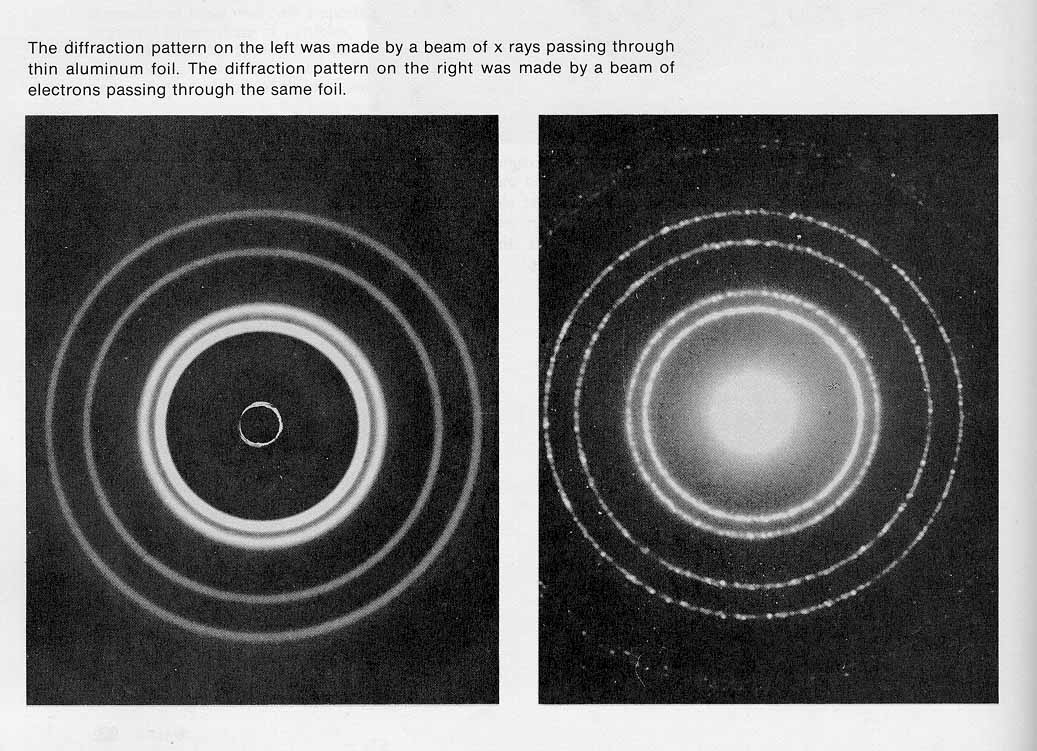 The diffraction pattern on the left was made by a beam of x rays passing through
thin aluminum foil. The diffraction pattern on the right was made by a beam of
electrons passing through the same foil.